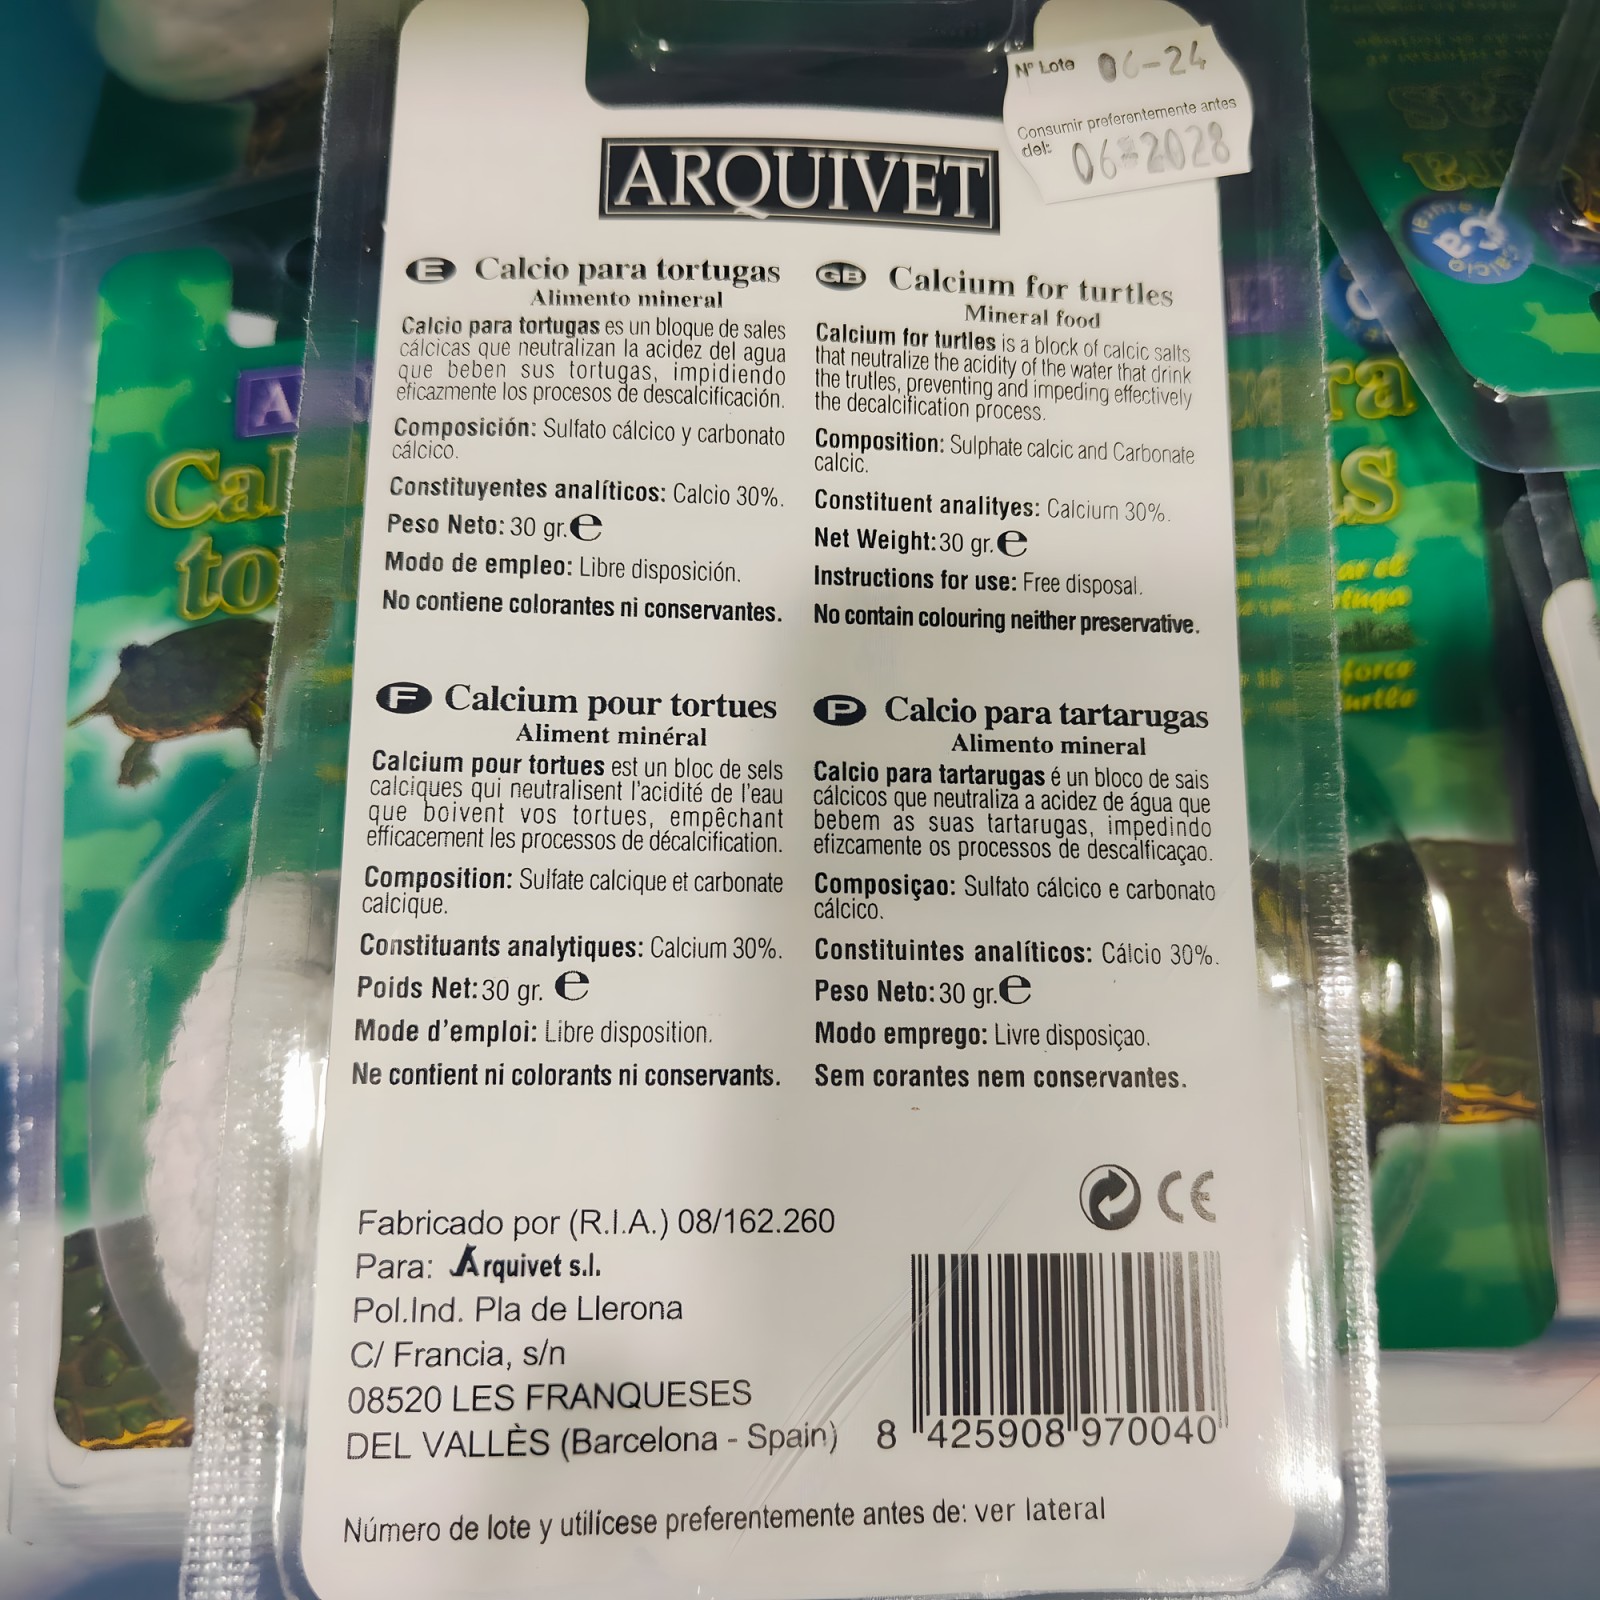 Nº Lote 06-24
Consumir preferentemente antes
del: 06-2028
ARQUIVET
E Calcio para tortugas
Alimento mineral
Calcio para tortugas es un bloque de sales
cálcicas que neutralizan la acidez del agua
que beben sus tortugas, impidiendo
eficazmente los procesos de descalcificación.
Composición: Sulfato cálcico y carbonato
cálcico.
Constituyentes analíticos: Calcio 30%.
Peso Neto: 30 gr. e
Modo de empleo: Libre disposición.
No contiene colorantes ni conservantes.
GB Calcium for turtles
Mineral food
Calcium for turtles is a block of calcic salts
that neutralize the acidity of the water that drink
the trutles, preventing and impeding effectively
the decalcification process.
Composition: Sulphate calcic and Carbonate
calcic.
Constituent analityes: Calcium 30%.
Net Weight: 30 gr. e
Instructions for use: Free disposal.
No contain colouring neither preservative.
F Calcium pour tortues
Aliment minéral
Calcium pour tortues est un bloc de sels
calciques qui neutralisent l'acidité de l'eau
que boivent vos tortues, empêchant
efficacement les processos de décalcification.
Composition: Sulfate calcique et carbonate
calcique.
Constituants analytiques: Calcium 30%.
Poids Net: 30 gr. e
Mode d'emploi: Libre disposition.
Ne contient ni colorants ni conservants.
P Calcio para tartarugas
Alimento mineral
Calcio para tartarugas é un bloco de sais
cálcicos que neutraliza a acidez de água que
bebem as suas tartarugas, impedindo
efizcamente os processos de descalficaçao.
Composiçao: Sulfato cálcico e carbonato
cálcico.
Constituintes analíticos: Cálcio 30%.
Peso Neto: 30 gr. e
Modo emprego: Livre disposiçao.
Sem corantes nem conservantes.
CE
Fabricado por (R.I.A.) 08/162.260
Para: Arquivet s.l.
Pol.Ind. Pla de Llerona
C/ Francia, s/n
08520 LES FRANQUESES
DEL VALLÈS (Barcelona - Spain)
8 425908 970040
Número de lote y utilícese preferentemente antes de: ver lateral